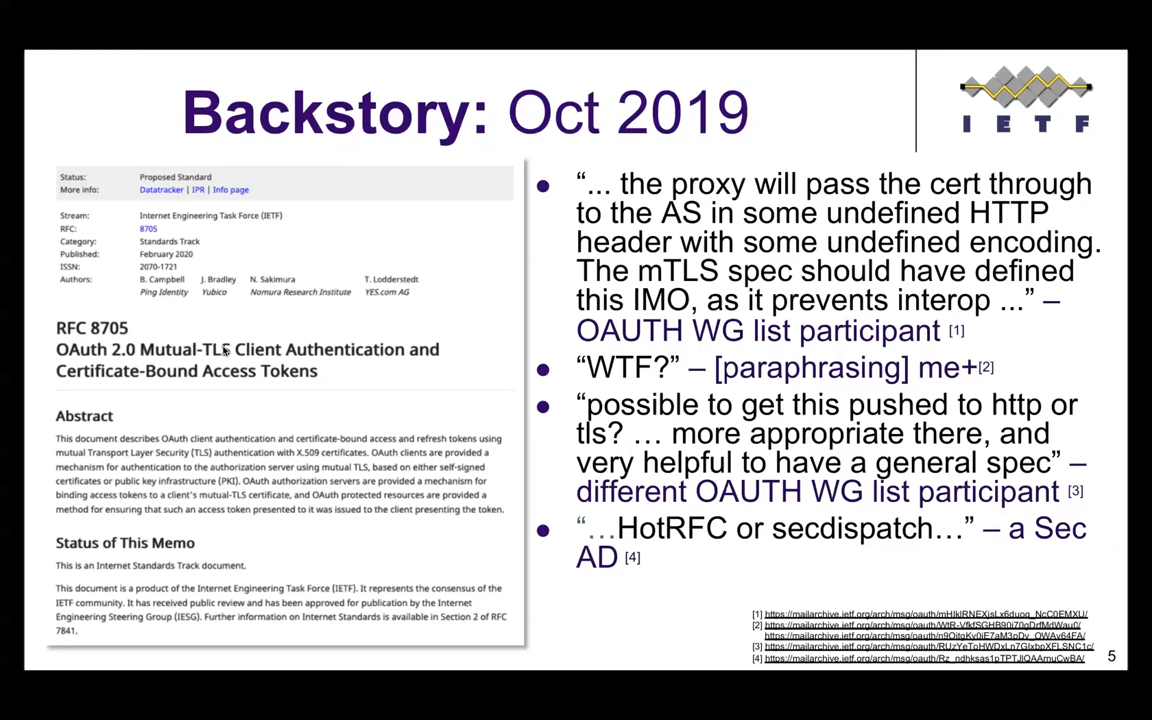 Backstory: Oct 2019
IETF
Status: Proposed Standard
More info: Datatracker | IPR | Info page
Stream: Internet Engineering Task Force (IETF)
RFC: 8705
Category: Standards Track
Published: February 2020
ISSN: 2070-1721
Authors: B. Campbell J. Bradley N. Sakimura T. Lodderstedt
Ping Identity Yubico Nomura Research Institute YES.com AG
RFC 8705
OAuth 2.0 Mutual-TLS Client Authentication and
Certificate-Bound Access Tokens
Abstract
This document describes OAuth client authentication and certificate-bound access and refresh tokens using
mutual Transport Layer Security (TLS) authentication with X.509 certificates. OAuth clients are provided a
mechanism for authentication to the authorization server using mutual TLS, based on either self-signed
certificates or public key infrastructure (PKI). OAuth authorization servers are provided a mechanism for
binding access tokens to a client's mutual-TLS certificate, and OAuth protected resources are provided a
method for ensuring that such an access token presented to it was issued to the client presenting the token.
Status of This Memo
This is an Internet Standards Track document.
This document is a product of the Internet Engineering Task Force (IETF). It represents the consensus of the
IETF community. It has received public review and has been approved for publication by the Internet
Engineering Steering Group (IESG). Further information on Internet Standards is available in Section 2 of RFC
7841.
● “... the proxy will pass the cert through
to the AS in some undefined HTTP
header with some undefined encoding.
The mTLS spec should have defined
this IMO, as it prevents interop ...” –
OAUTH WG list participant [1]
● “WTF?” – [paraphrasing] me+[2]
● “possible to get this pushed to http or
tls? … more appropriate there, and
very helpful to have a general spec” –
different OAUTH WG list participant [3]
● “…HotRFC or secdispatch…” – a Sec
AD [4]
[1]
[2]
[3]
[4]
5